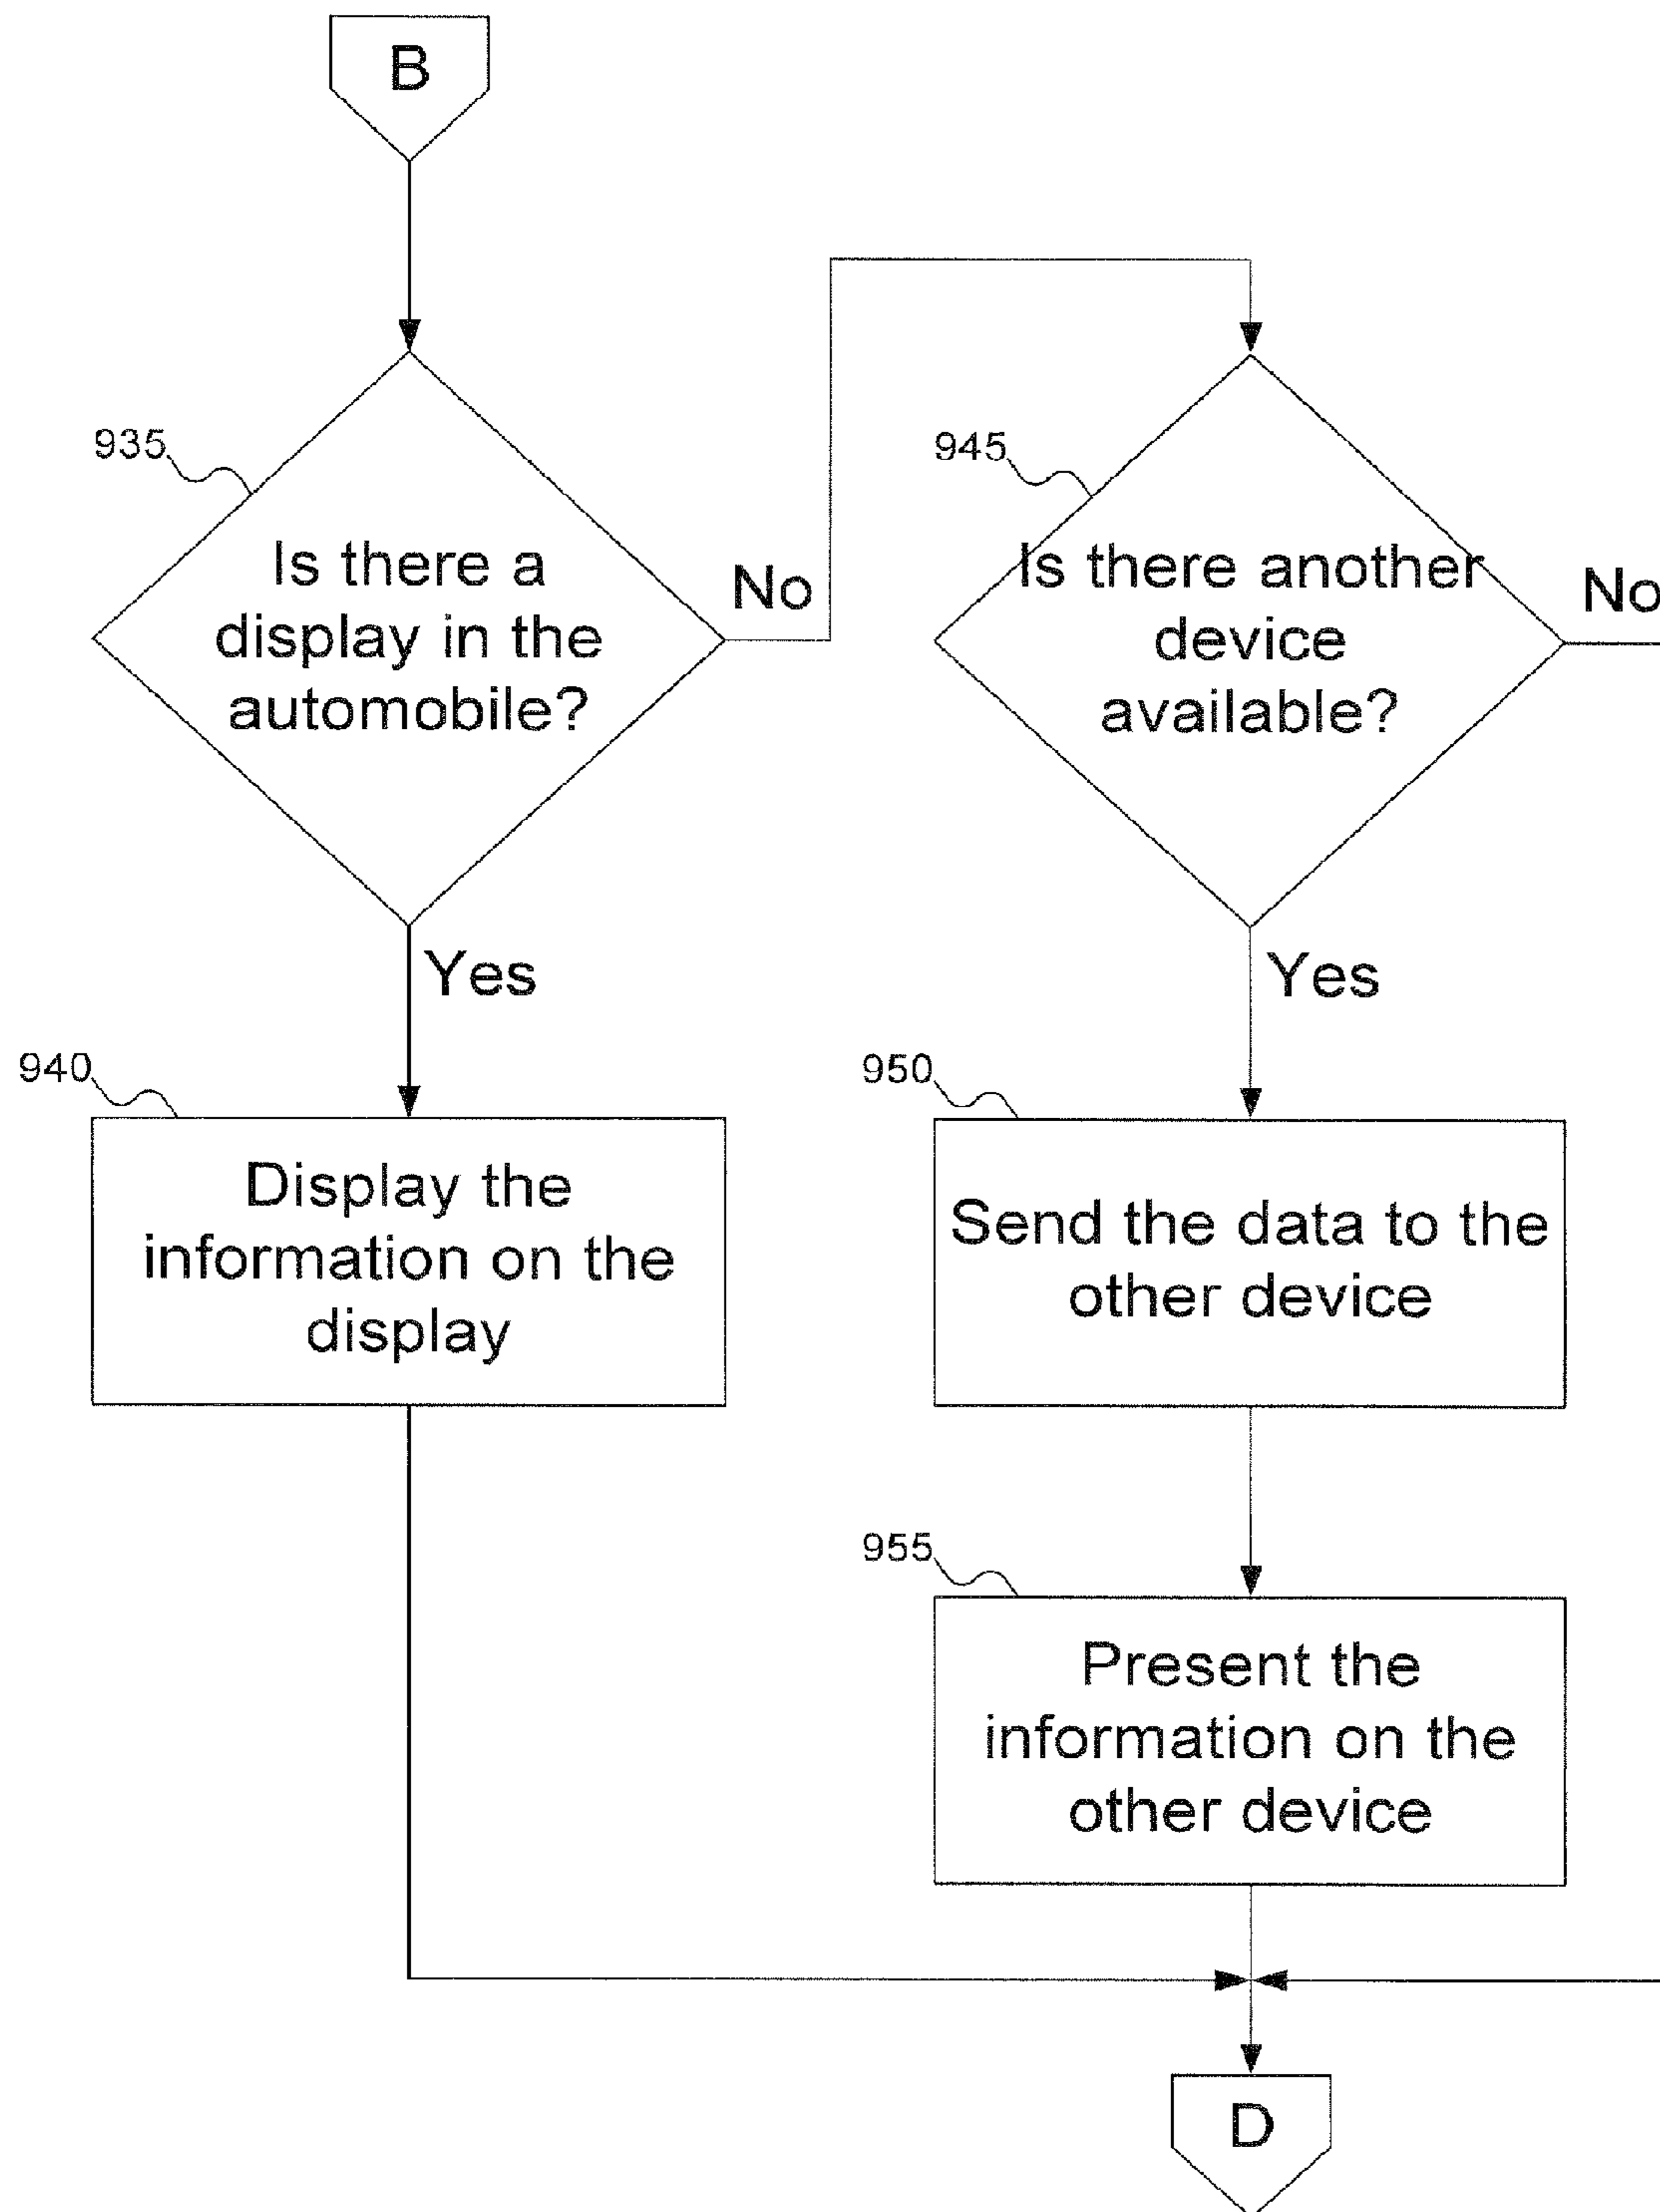 B
935
Is there a
display in the
automobile?
No
Yes
940
Display the
information on the
display
945
Is there another
device
available?
No
Yes
950
Send the data to the
other device
955
Present the
information on the
other device
D